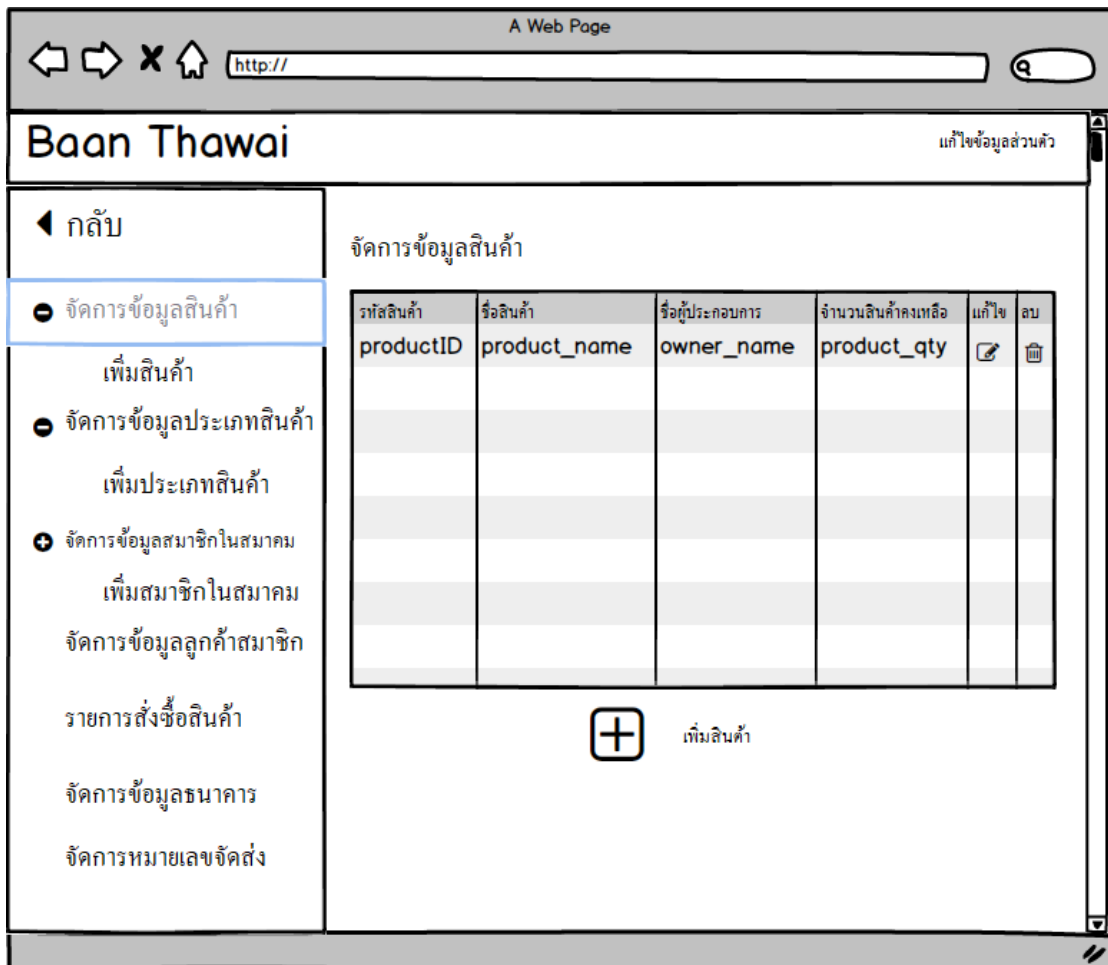 A Web Page
http://
Baan Thawai
แก้ไขข้อมูลส่วนตัว
กลับ
จัดการข้อมูลสินค้า
เพิ่มสินค้า
จัดการข้อมูลประเภทสินค้า
เพิ่มประเภทสินค้า
จัดการข้อมูลสมาชิกในสมาคม
เพิ่มสมาชิกในสมาคม
จัดการข้อมูลลูกค้าสมาชิก
รายการสั่งซื้อสินค้า
จัดการข้อมูลธนาคาร
จัดการหมายเลขจัดส่ง
จัดการข้อมูลสินค้า
รหัสสินค้า ชื่อสินค้า ชื่อผู้ประกอบการ จำนวนสินค้าคงเหลือ แก้ไข ลบ
productID product_name owner_name product_qty
เพิ่มสินค้า